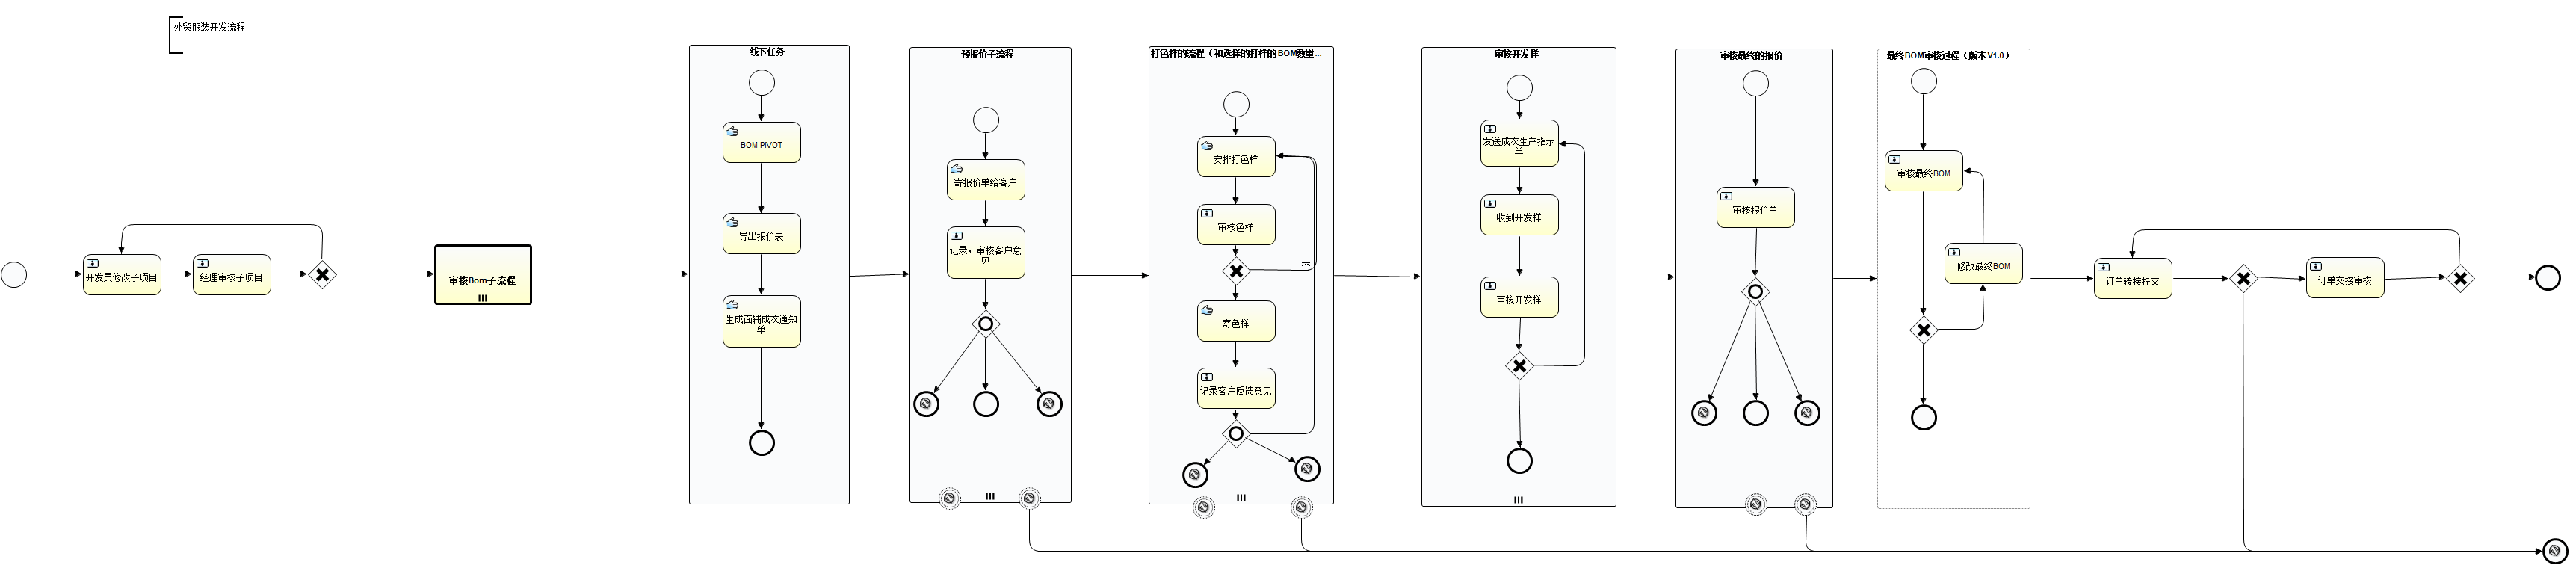 外贸服装开发流程
开发员修改子项目
经理审核子项目
审核Bom子流程
线下任务
BOM PIVOT
导出报价表
生成面辅成衣通知
单
预报价子流程
寄报价单给客户
记录，审核客户意
见
打色样的流程（和选择的打样的BOM数量...
安排打色样
审核色样
否
寄色样
记录客户反馈意见
审核开发样
发送成衣生产指示
单
收到开发样
审核开发样
审核最终的报价
审核报价单
最终BOM审核过程（版本V1.0）
审核最终BOM
修改最终BOM
订单转接提交
订单交接审核